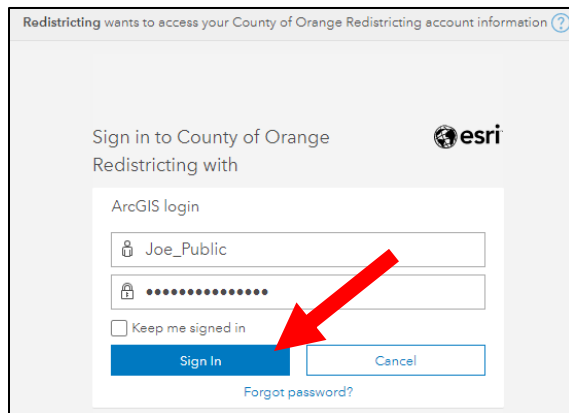 Redistricting wants to access your County of Orange Redistricting account information ?
Sign in to County of Orange
Redistricting with
esri
ArcGIS login
Joe_Public
•••••••••••••••
Keep me signed in
Sign In
Cancel
Forgot password?